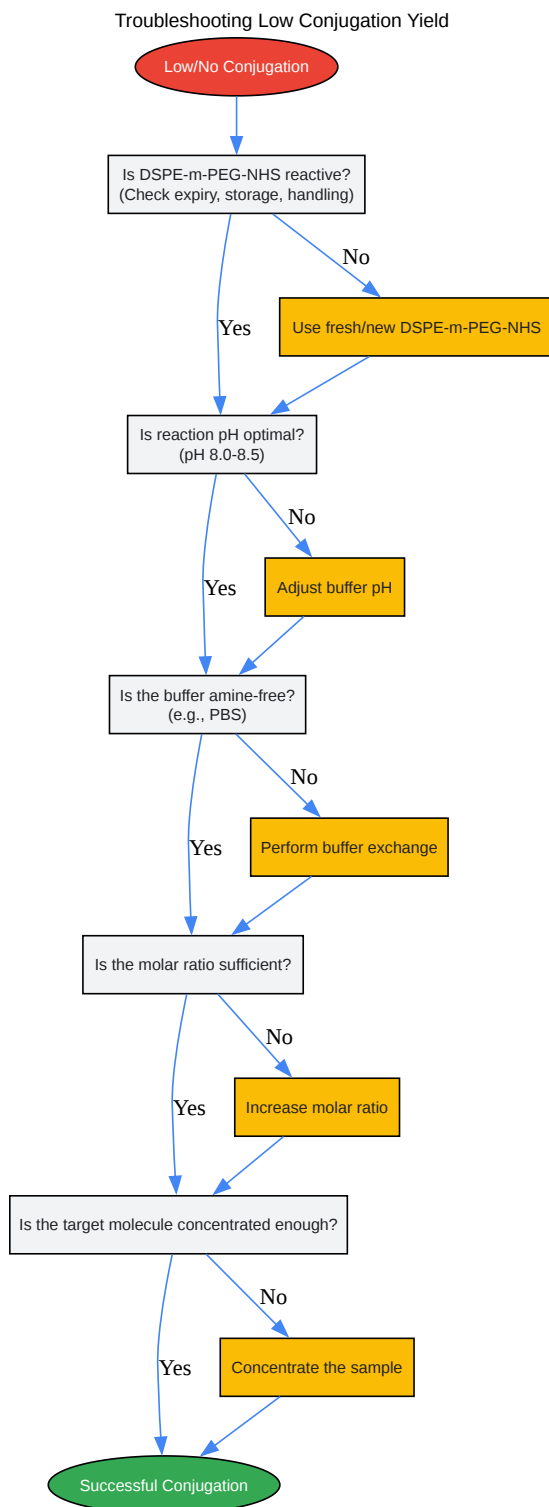 Troubleshooting Low Conjugation Yield
Low/No Conjugation
Is DSPE-m-PEG-NHS reactive?
(Check expiry, storage, handling)
No
Yes
Use fresh/new DSPE-m-PEG-NHS
Is reaction pH optimal?
(pH 8.0-8.5)
No
Yes
Adjust buffer pH
Is the buffer amine-free?
(e.g., PBS)
No
Yes
Perform buffer exchange
Is the molar ratio sufficient?
No
Yes
Increase molar ratio
Is the target molecule concentrated enough?
No
Yes
Concentrate the sample
Successful Conjugation